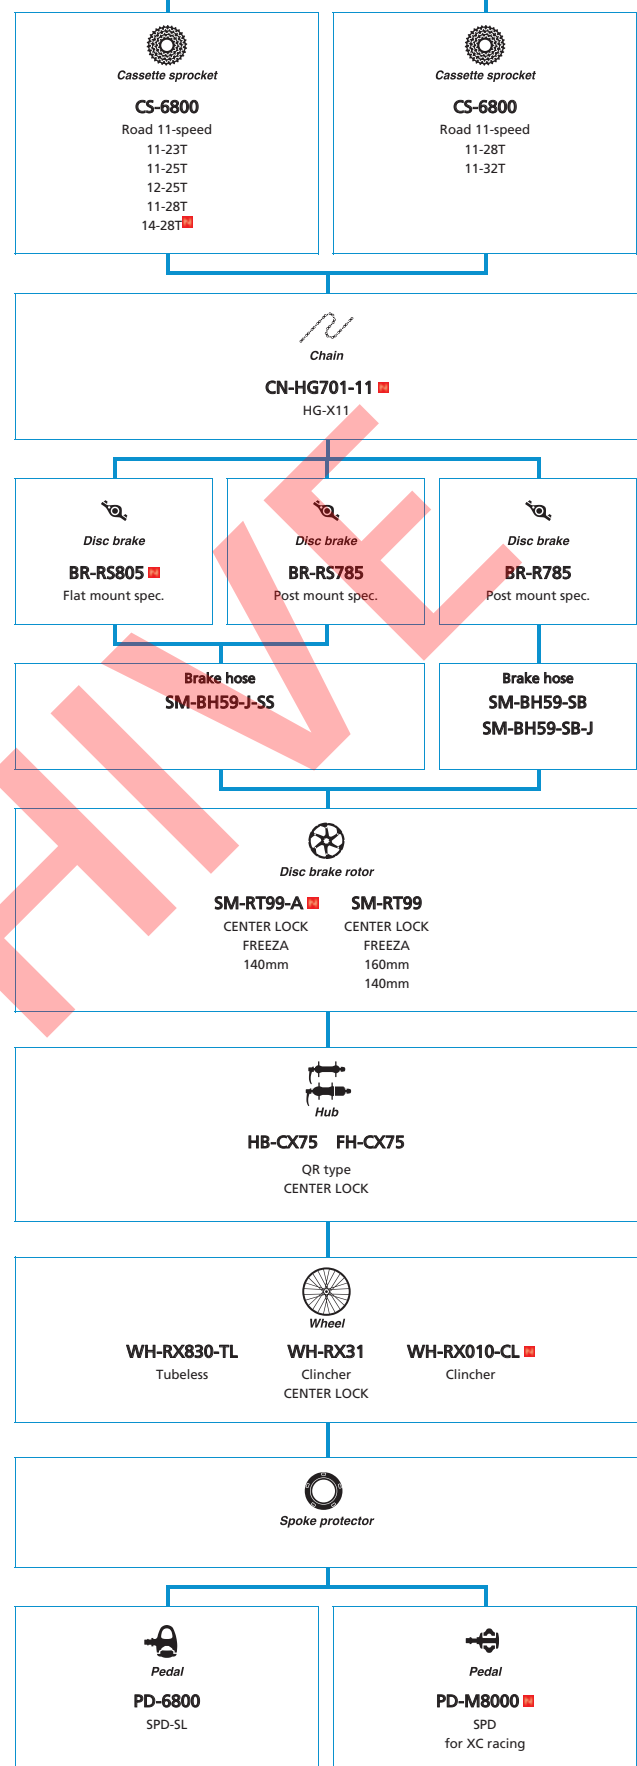 Cassette sprocket
CS-6800
Road 11-speed
11-23T
11-25T
12-25T
11-28T
14-28T N
Cassette sprocket
CS-6800
Road 11-speed
11-28T
11-32T
Chain
CN-HG701-11 N
HG-X11
Disc brake
BR-RS805 N
Flat mount spec.
Disc brake
BR-RS785
Post mount spec.
Disc brake
BR-R785
Post mount spec.
Brake hose
SM-BH59-J-SS
Brake hose
SM-BH59-SB
SM-BH59-SB-J
Disc brake rotor
SM-RT99-A N
CENTER LOCK
FREEZA
140mm
SM-RT99
CENTER LOCK
FREEZA
160mm
140mm
Hub
HB-CX75 FH-CX75
QR type
CENTER LOCK
Wheel
WH-RX830-TL
Tubeless
WH-RX31
Clincher
CENTER LOCK
WH-RX010-CL N
Clincher
Spoke protector
Pedal
PD-6800
SPD-SL
Pedal
PD-M8000 N
SPD
for XC racing
HIVE